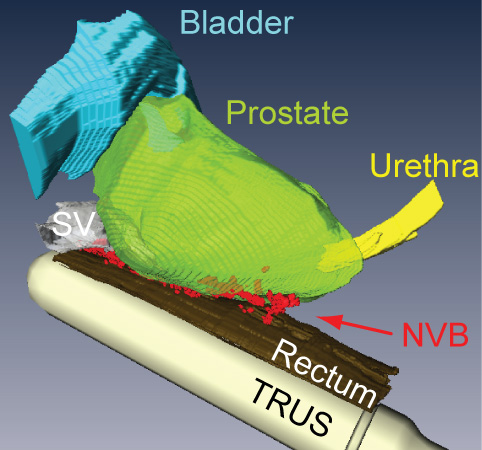 Bladder
Prostate
Urethra
SV
NVB
Rectum
TRUS